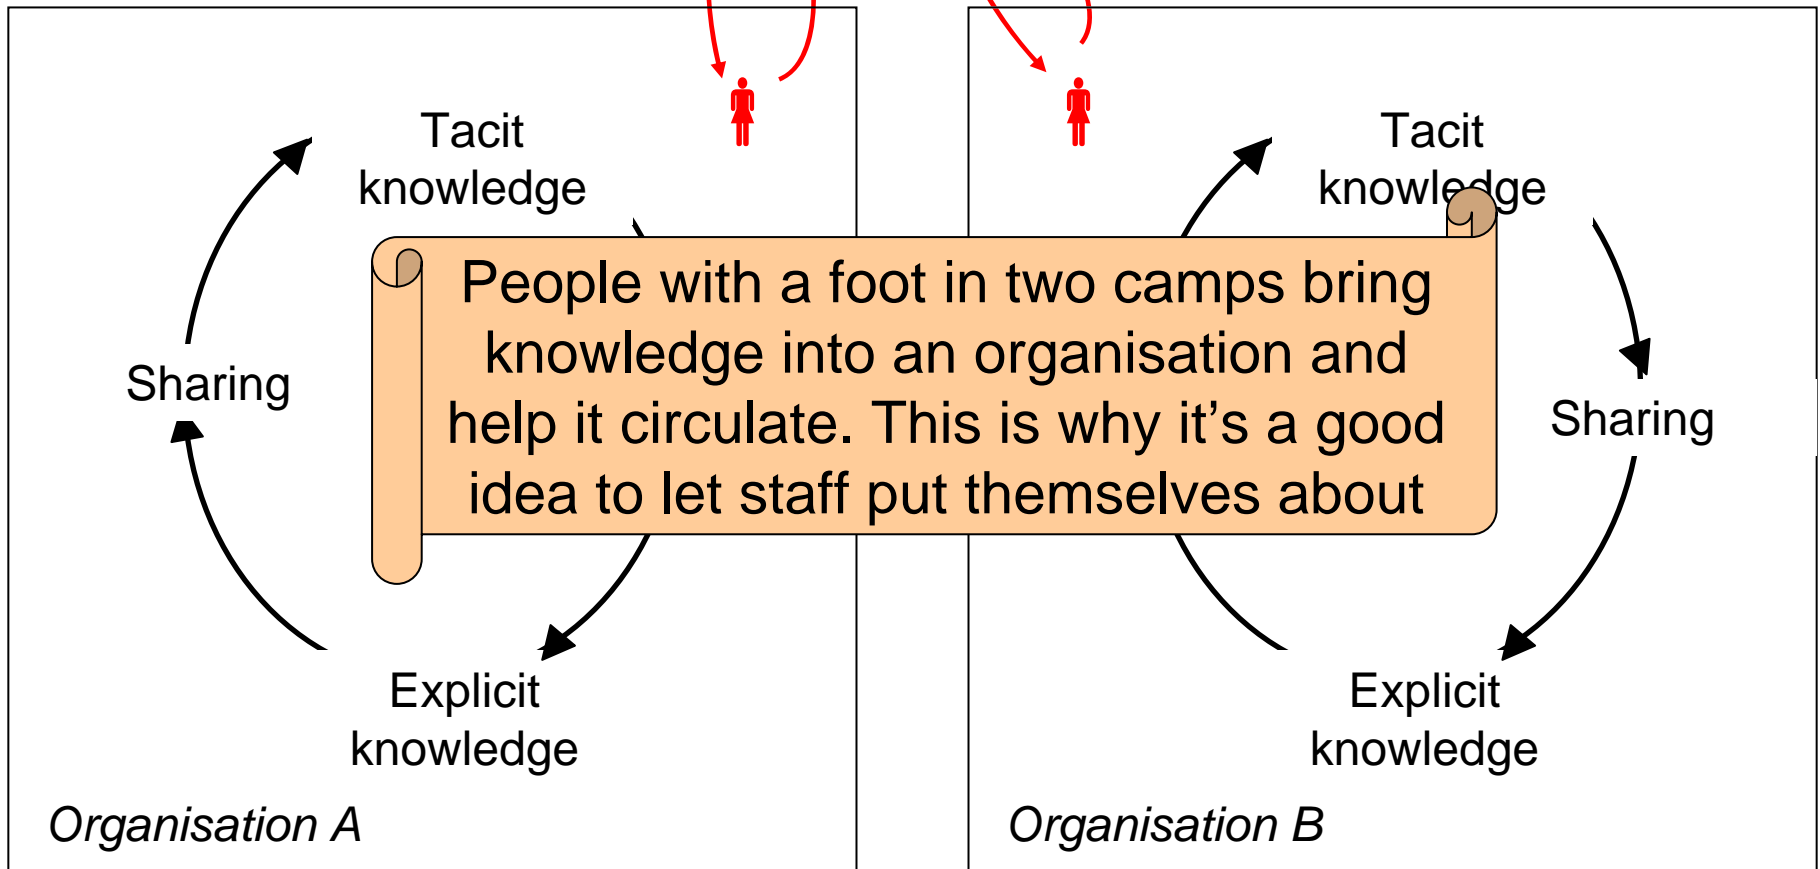 Tacit
knowledge
Sharing
Explicit
knowledge
Organisation A
People with a foot in two camps bring
knowledge into an organisation and
help it circulate. This is why it’s a good
idea to let staff put themselves about
Tacit
knowledge
Sharing
Explicit
knowledge
Organisation B